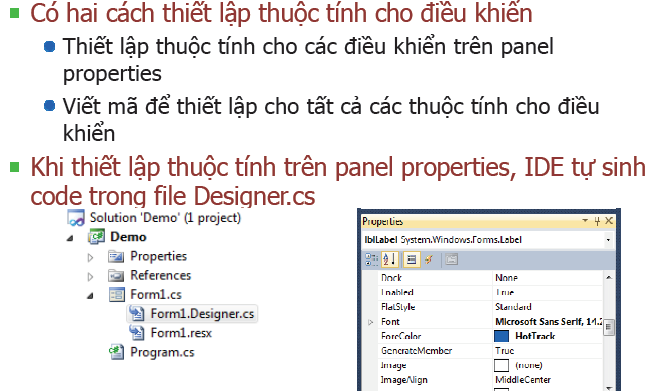 Có hai cách thiết lập thuộc tính cho điều khiển
Thiết lập thuộc tính cho các điều khiển trên panel
properties
Viết mã để thiết lập cho tất cả các thuộc tính cho điều
khiển
Khi thiết lập thuộc tính trên panel properties, IDE tự sinh
code trong file Designer.cs
Solution 'Demo' (1 project)
Demo
Properties
References
Form1.cs
Form1.Designer.cs
Form1.resx
Program.cs
Properties
lblLabel System.Windows.Forms.Label
Dock None
Enabled True
FlatStyle Standard
Font Microsoft Sans Serif, 14.2
ForeColor HotTrack
GenerateMember True
Image (none)
ImageAlign MiddleCenter